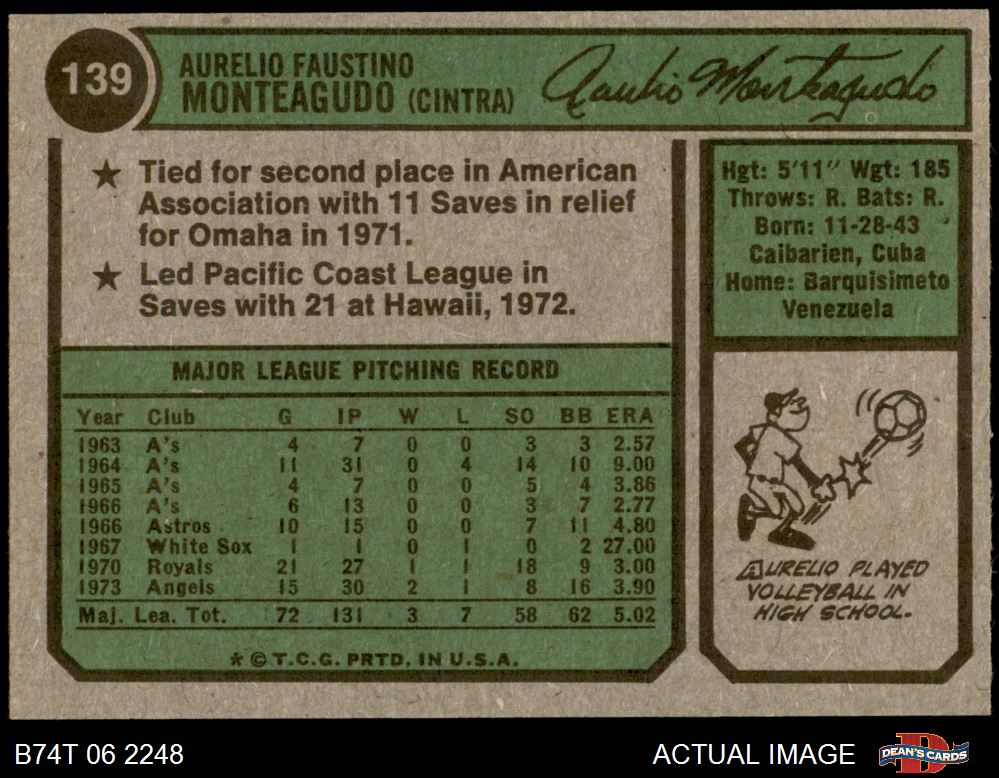 139
AURELIO FAUSTINO
MONTEAGUDO (CINTRA)
Aurelio Monteagudo
★ Tied for second place in American
Association with 11 Saves in relief
for Omaha in 1971.
★ Led Pacific Coast League in
Saves with 21 at Hawaii, 1972.
Hgt: 5'11" Wgt: 185
Throws: R. Bats: R.
Born: 11-28-43
Caibarien, Cuba
Home: Barquisimeto
Venezuela
MAJOR LEAGUE PITCHING RECORD
Year Club G IP W L SO BB ERA
1963 A's 4 7 0 0 3 3 2.57
1964 A's 11 31 0 4 14 10 9.00
1965 A's 4 7 0 0 5 4 3.86
1966 A's 6 13 0 0 3 7 2.77
1966 Astros 10 15 0 0 7 11 4.80
1967 White Sox 1 1 0 1 0 2 27.00
1970 Royals 21 27 1 1 18 9 3.00
1973 Angels 15 30 2 1 8 16 3.90
Maj. Lea. Tot. 72 131 3 7 58 62 5.02
* © T.C.G. PRTD. IN U.S.A.
AURELIO PLAYED
VOLLEYBALL IN
HIGH SCHOOL.
B74T 06 2248
ACTUAL IMAGE
D
DEAN'S CARDS